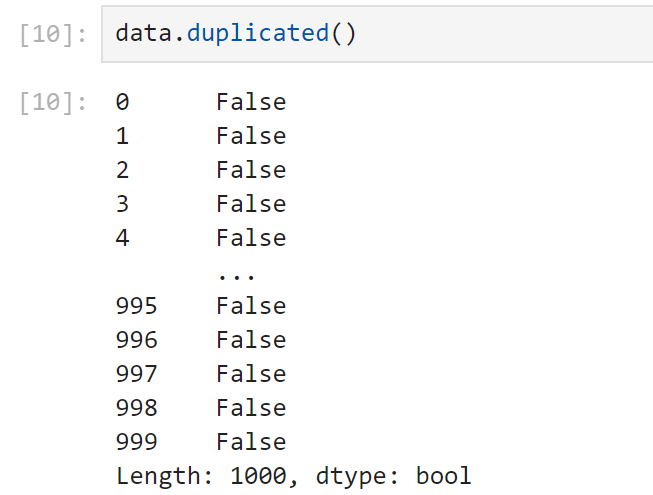 [10]: data.duplicated()
[10]: 0 False
1 False
2 False
3 False
4 False
...
995 False
996 False
997 False
998 False
999 False
Length: 1000, dtype: bool